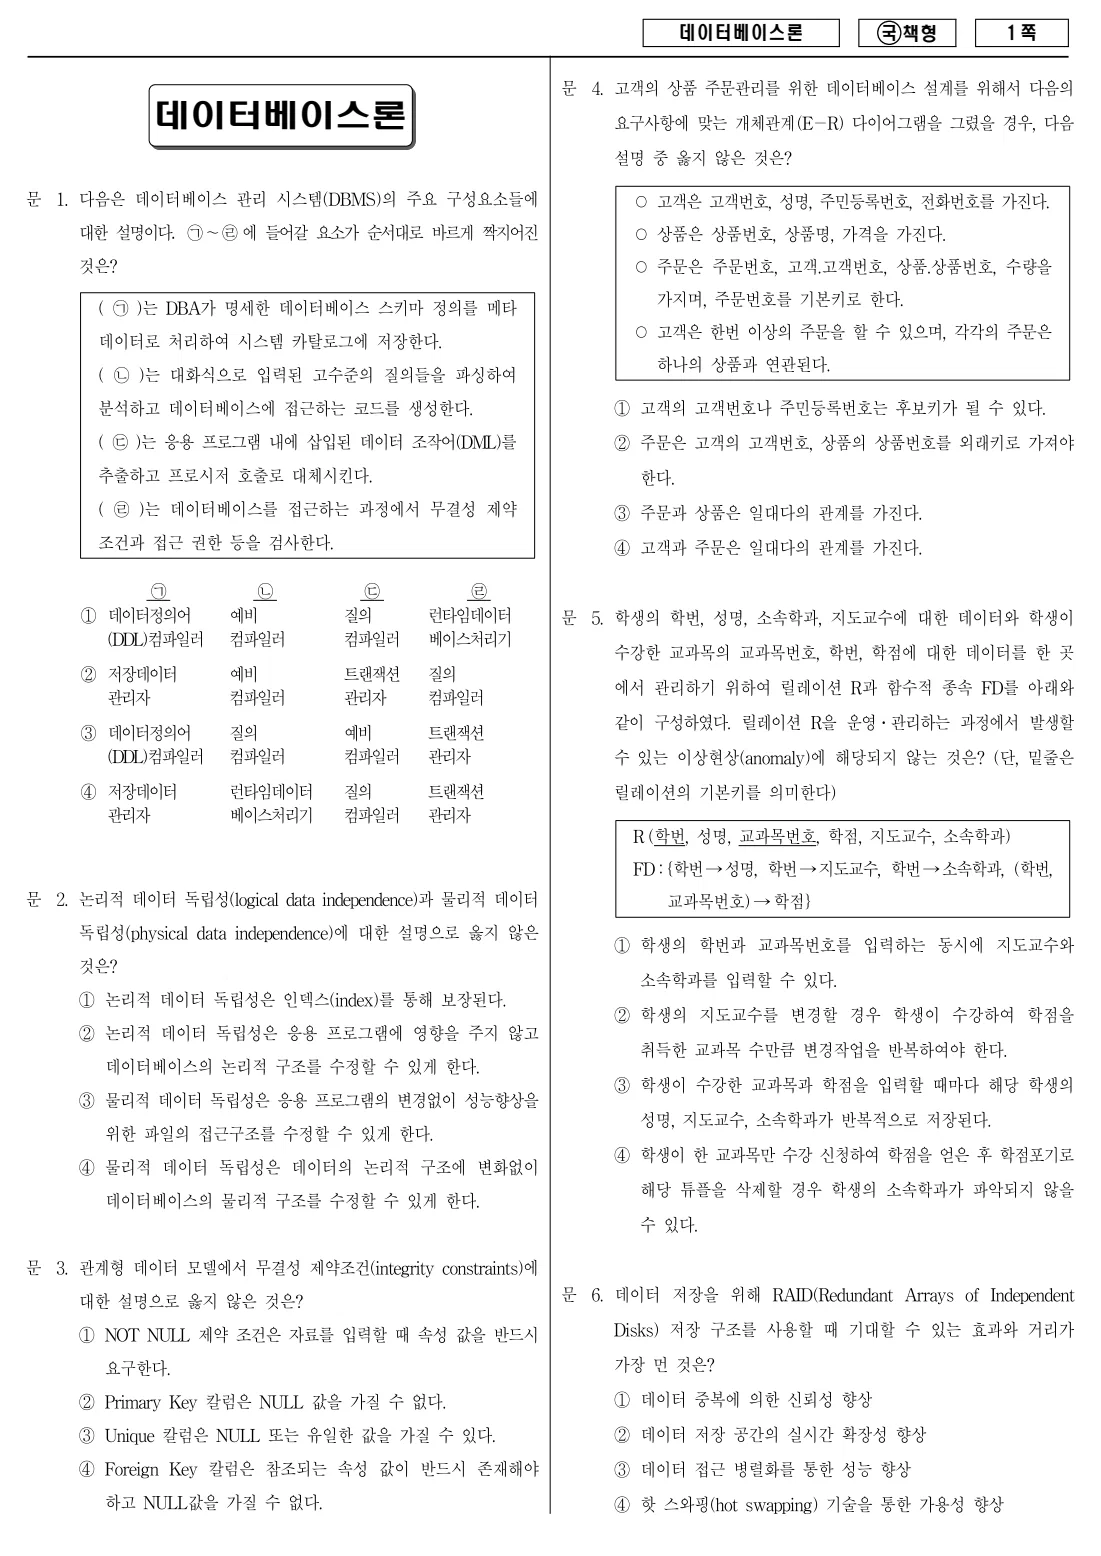 데이터베이스론 ㉿책형 1쪽
데이터베이스론
문 1. 다음은 데이터베이스 관리 시스템(DBMS)의 주요 구성요소들에
대한 설명이다. ㉠~㉣에 들어갈 요소가 순서대로 바르게 짝지어진
것은?
( ㉠ )는 DBA가 명세한 데이터베이스 스키마 정의를 메타
데이터로 처리하여 시스템 카탈로그에 저장한다.
( ㉡ )는 대화식으로 입력된 고수준의 질의들을 파싱하여
분석하고 데이터베이스에 접근하는 코드를 생성한다.
( ㉢ )는 응용 프로그램 내에 삽입된 데이터 조작어(DML)를
추출하고 프로시저 호출로 대체시킨다.
( ㉣ )는 데이터베이스를 접근하는 과정에서 무결성 제약
조건과 접근 권한 등을 검사한다.
㉠ ㉡ ㉢ ㉣
① 데이터정의어 예비 질의 런타임데이터
(DDL)컴파일러 컴파일러 컴파일러 베이스처리기
② 저장데이터 예비 트랜잭션 질의
관리자 컴파일러 관리자 컴파일러
③ 데이터정의어 질의 예비 트랜잭션
(DDL)컴파일러 컴파일러 컴파일러 관리자
④ 저장데이터 런타임데이터 질의 트랜잭션
관리자 베이스처리기 컴파일러 관리자
문 2. 논리적 데이터 독립성(logical data independence)과 물리적 데이터
독립성(physical data independence)에 대한 설명으로 옳지 않은
것은?
① 논리적 데이터 독립성은 인덱스(index)를 통해 보장된다.
② 논리적 데이터 독립성은 응용 프로그램에 영향을 주지 않고
데이터베이스의 논리적 구조를 수정할 수 있게 한다.
③ 물리적 데이터 독립성은 응용 프로그램의 변경없이 성능향상을
위한 파일의 접근구조를 수정할 수 있게 한다.
④ 물리적 데이터 독립성은 데이터의 논리적 구조에 변화없이
데이터베이스의 물리적 구조를 수정할 수 있게 한다.
문 3. 관계형 데이터 모델에서 무결성 제약조건(integrity constraints)에
대한 설명으로 옳지 않은 것은?
① NOT NULL 제약 조건은 자료를 입력할 때 속성 값을 반드시
요구한다.
② Primary Key 칼럼은 NULL 값을 가질 수 없다.
③ Unique 칼럼은 NULL 또는 유일한 값을 가질 수 있다.
④ Foreign Key 칼럼은 참조되는 속성 값이 반드시 존재해야
하고 NULL값을 가질 수 없다.
문 4. 고객의 상품 주문관리를 위한 데이터베이스 설계를 위해서 다음의
요구사항에 맞는 개체관계(E-R) 다이어그램을 그렸을 경우, 다음
설명 중 옳지 않은 것은?
○ 고객은 고객번호, 성명, 주민등록번호, 전화번호를 가진다.
○ 상품은 상품번호, 상품명, 가격을 가진다.
○ 주문은 주문번호, 고객.고객번호, 상품.상품번호, 수량을
가지며, 주문번호를 기본키로 한다.
○ 고객은 한번 이상의 주문을 할 수 있으며, 각각의 주문은
하나의 상품과 연관된다.
① 고객의 고객번호나 주민등록번호는 후보키가 될 수 있다.
② 주문은 고객의 고객번호, 상품의 상품번호를 외래키로 가져야
한다.
③ 주문과 상품은 일대다의 관계를 가진다.
④ 고객과 주문은 일대다의 관계를 가진다.
문 5. 학생의 학번, 성명, 소속학과, 지도교수에 대한 데이터와 학생이
수강한 교과목의 교과목번호, 학번, 학점에 대한 데이터를 한 곳
에서 관리하기 위하여 릴레이션 R과 함수적 종속 FD를 아래와
같이 구성하였다. 릴레이션 R을 운영·관리하는 과정에서 발생할
수 있는 이상현상(anomaly)에 해당되지 않는 것은? (단, 밑줄은
릴레이션의 기본키를 의미한다)
R(학번, 성명, 교과목번호, 학점, 지도교수, 소속학과)
FD:{학번→성명, 학번→지도교수, 학번→소속학과, (학번,
교과목번호)→학점}
① 학생의 학번과 교과목번호를 입력하는 동시에 지도교수와
소속학과를 입력할 수 있다.
② 학생의 지도교수를 변경할 경우 학생이 수강하여 학점을
취득한 교과목 수만큼 변경작업을 반복하여야 한다.
③ 학생이 수강한 교과목과 학점을 입력할 때마다 해당 학생의
성명, 지도교수, 소속학과가 반복적으로 저장된다.
④ 학생이 한 교과목만 수강 신청하여 학점을 얻은 후 학점포기로
해당 튜플을 삭제할 경우 학생의 소속학과가 파악되지 않을
수 있다.
문 6. 데이터 저장을 위해 RAID(Redundant Arrays of Independent
Disks) 저장 구조를 사용할 때 기대할 수 있는 효과와 거리가
가장 먼 것은?
① 데이터 중복에 의한 신뢰성 향상
② 데이터 저장 공간의 실시간 확장성 향상
③ 데이터 접근 병렬화를 통한 성능 향상
④ 핫 스와핑(hot swapping) 기술을 통한 가용성 향상